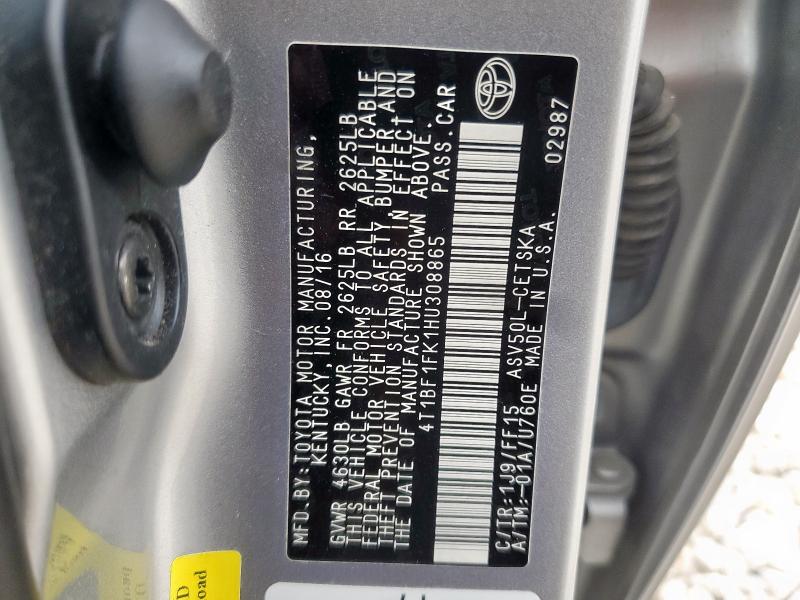 MFD.BY:TOYOTA MOTOR MANUFACTURING,
KENTUCKY, INC. 08/16
GVWR 4630LB GAWR FR 2625LB RR 2625LB
THIS VEHICLE CONFORMS TO ALL APPLICABLE
FEDERAL MOTOR VEHICLE SAFETY, BUMPER AND
THEFT PREVENTION STANDARDS IN EFFECT ON
THE DATE OF MANUFACTURE SHOWN ABOVE.
4T1BF1FK1HU308865 PASS.CAR
C/TR:1J9/FF15 ASV50L-CETSKA 02987
A/TM:-01A/U760E MADE IN U.S.A.
oad